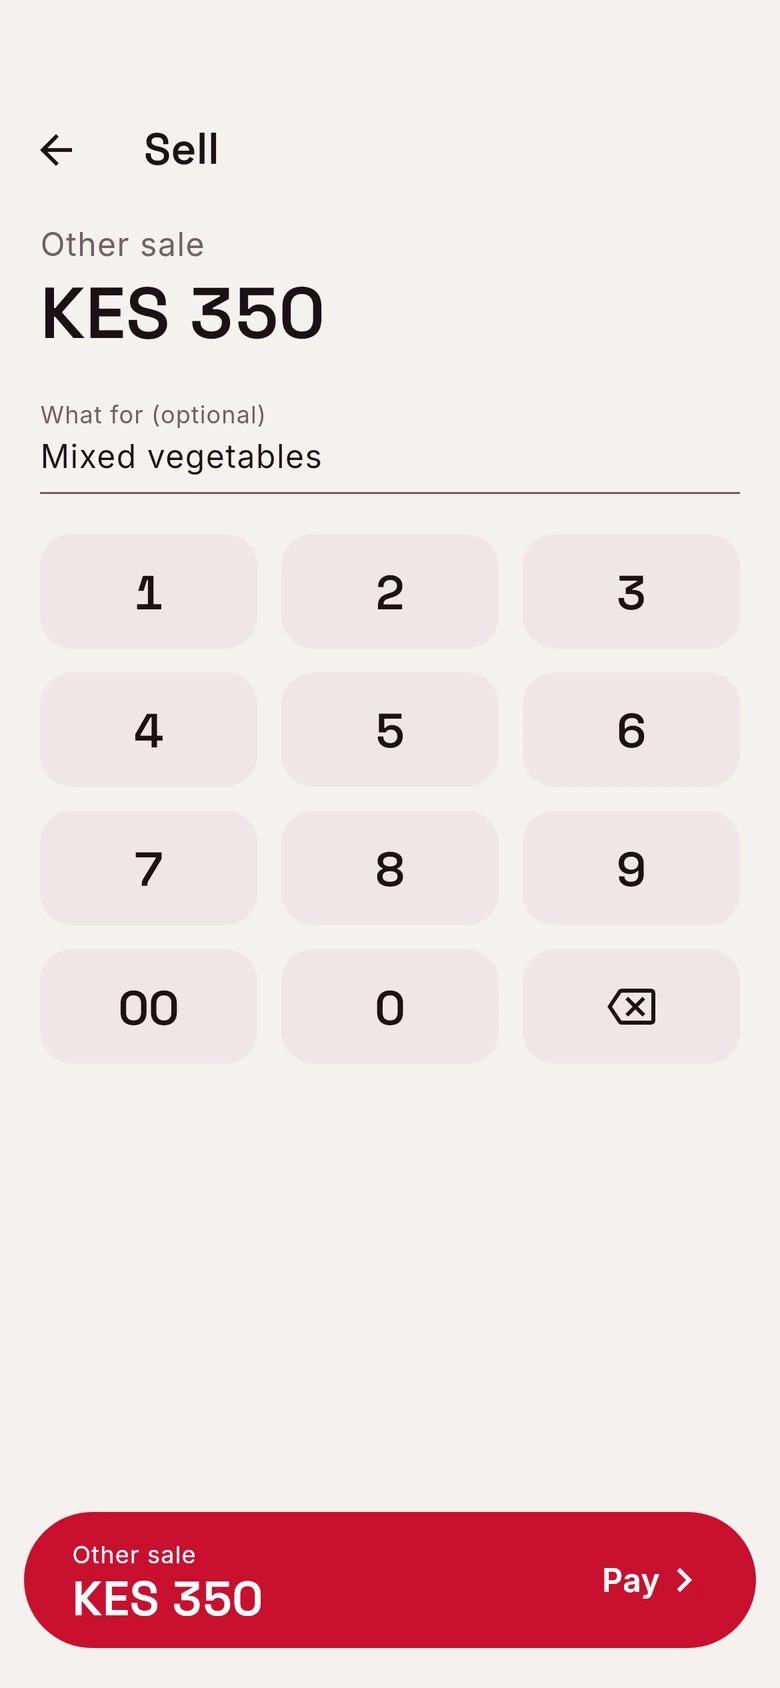 Sell
Other sale
KES 350
What for (optional)
Mixed vegetables
1 2 3
4 5 6
7 8 9
00 0
Other sale
KES 350
Pay